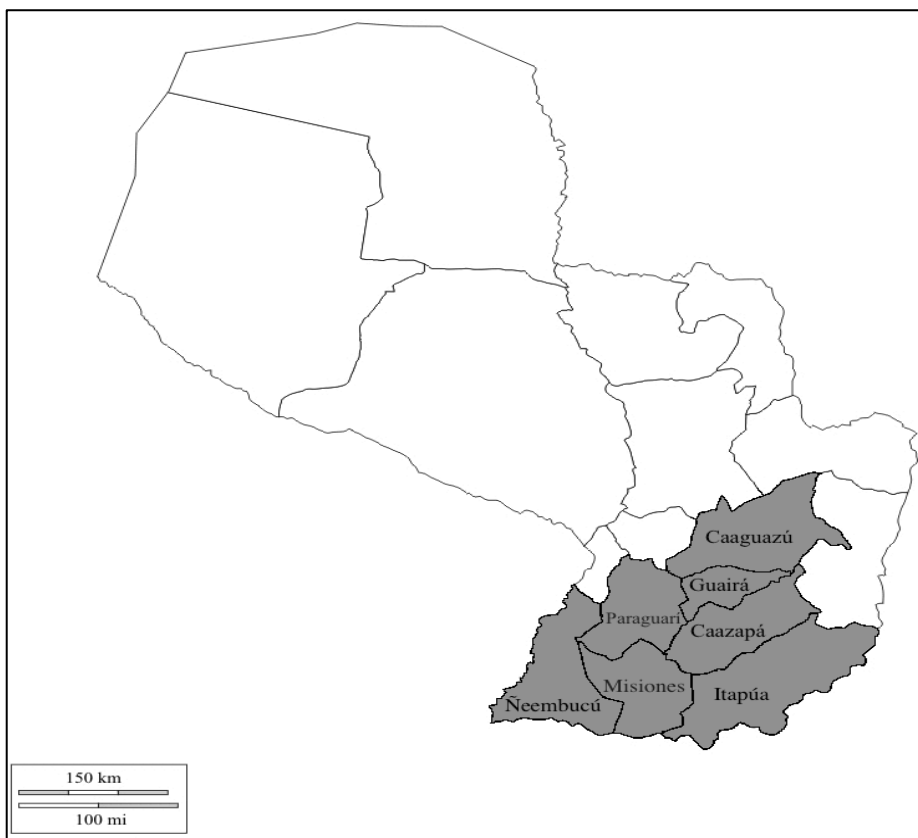 Caaguazú
Guairá
Paraguarí
Caazapá
Misiones
Itapúa
Ñeembucú
150 km
100 mi